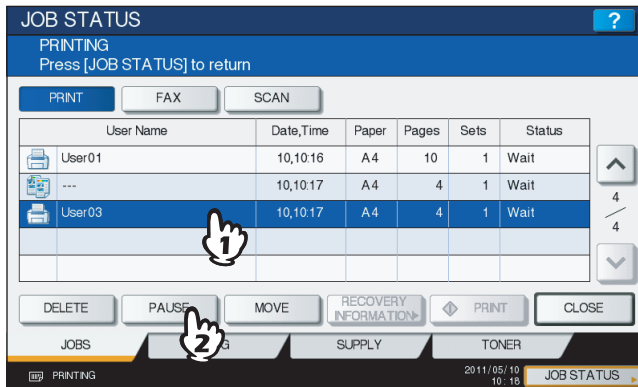 JOB STATUS ?
PRINTING
Press [JOB STATUS] to return
PRINT FAX SCAN
User Name Date,Time Paper Pages Sets Status
User01 10,10:16 A4 10 1 Wait
--- 10,10:17 A4 4 1 Wait
User03 10,10:17 A4 4 1 Wait
4
4
1
DELETE PAUSE MOVE RECOVERY INFORMATION PRINT CLOSE
2
JOBS G SUPPLY TONER
PRINTING 2011/05/10
10:18 JOB STATUS